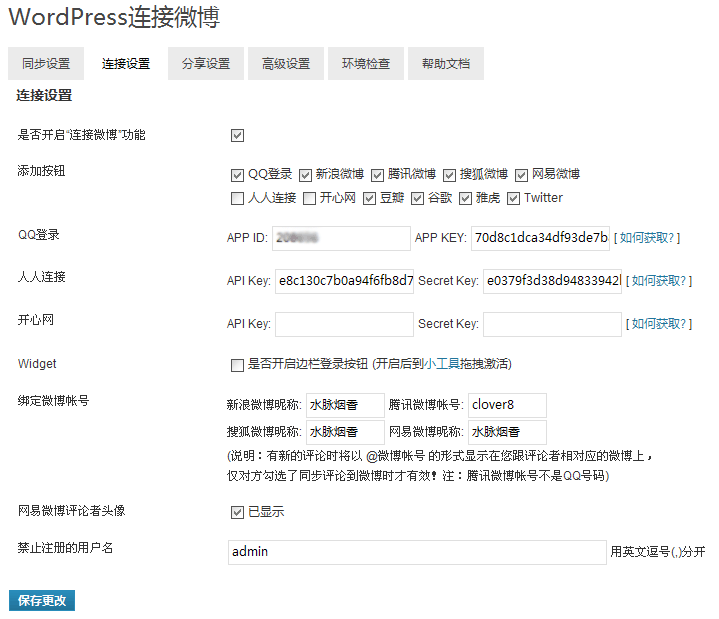 WordPress连接微博
同步设置 连接设置 分享设置 高级设置 环境检查 帮助文档
连接设置
是否开启“连接微博”功能
添加按钮 QQ登录 新浪微博 腾讯微博 搜狐微博 网易微博
人人连接 开心网 豆瓣 谷歌 雅虎 Twitter
QQ登录 APP ID: APP KEY: 70d8c1dca34df93de7b [ 如何获取? ]
人人连接 API Key: e8c130c7b0a94f6fb8d7 Secret Key: e0379f3d38d94833942 [ 如何获取? ]
开心网 API Key: Secret Key: [ 如何获取? ]
Widget 是否开启边栏登录按钮 (开启后到小工具拖拽激活)
绑定微博帐号 新浪微博昵称: 水脉烟香 腾讯微博帐号: clover8
搜狐微博昵称: 水脉烟香 网易微博昵称: 水脉烟香
(说明：有新的评论时将以 @微博帐号 的形式显示在您跟评论者相对应的微博上，
仅对方勾选了同步评论到微博时才有效！注：腾讯微博帐号不是QQ号码)
网易微博评论者头像 已显示
禁止注册的用户名 admin 用英文逗号(,)分开
保存更改